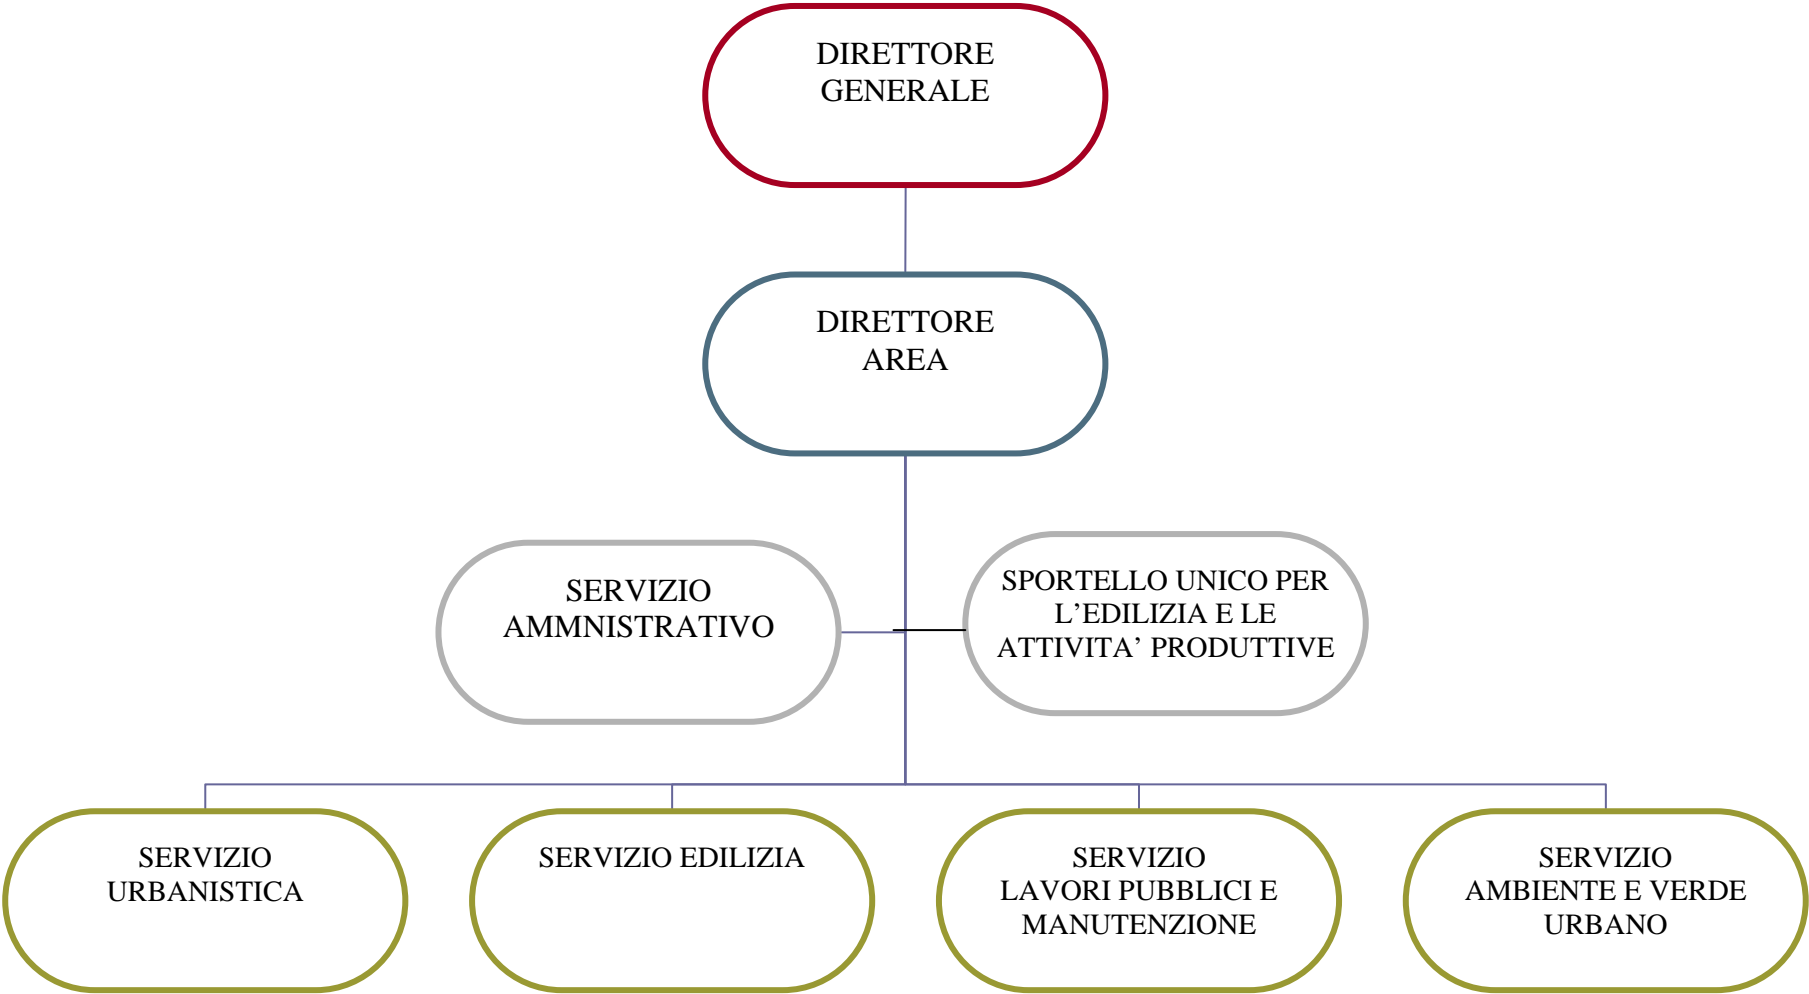 DIRETTORE
GENERALE
DIRETTORE
AREA
SERVIZIO
AMMNISTRATIVO
SPORTELLO UNICO PER
L’EDILIZIA E LE
ATTIVITA’ PRODUTTIVE
SERVIZIO
URBANISTICA
SERVIZIO EDILIZIA
SERVIZIO
LAVORI PUBBLICI E
MANUTENZIONE
SERVIZIO
AMBIENTE E VERDE
URBANO